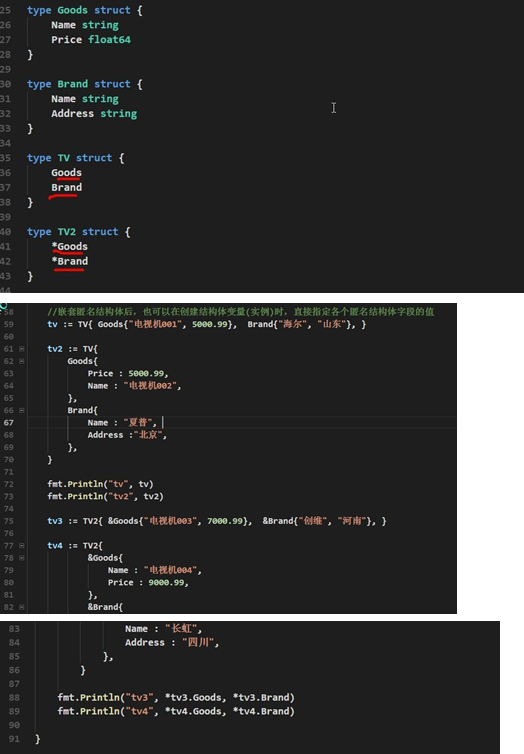 25 type Goods struct {
26 Name string
27 Price float64
28 }
29
30 type Brand struct {
31 Name string
32 Address string
33 }
34
35 type TV struct {
36 Goods
37 Brand
38 }
39
40 type TV2 struct {
41 *Goods
42 *Brand
43 }
44
58 //嵌套匿名结构体后，也可以在创建结构体变量(实例)时，直接指定各个匿名结构体字段的值
59 tv := TV{ Goods{"电视机001", 5000.99}, Brand{"海尔", "山东"}, }
60
61 tv2 := TV{
62 Goods{
63 Price : 5000.99,
64 Name : "电视机002",
65 },
66 Brand{
67 Name : "夏普",
68 Address :"北京",
69 },
70 }
71
72 fmt.Println("tv", tv)
73 fmt.Println("tv2", tv2)
74
75 tv3 := TV2{ &Goods{"电视机003", 7000.99}, &Brand{"创维", "河南"}, }
76
77 tv4 := TV2{
78 &Goods{
79 Name : "电视机004",
80 Price : 9000.99,
81 },
82 &Brand{
83 Name : "长虹",
84 Address : "四川",
85 },
86 }
87
88 fmt.Println("tv3", *tv3.Goods, *tv3.Brand)
89 fmt.Println("tv4", *tv4.Goods, *tv4.Brand)
90
91 }